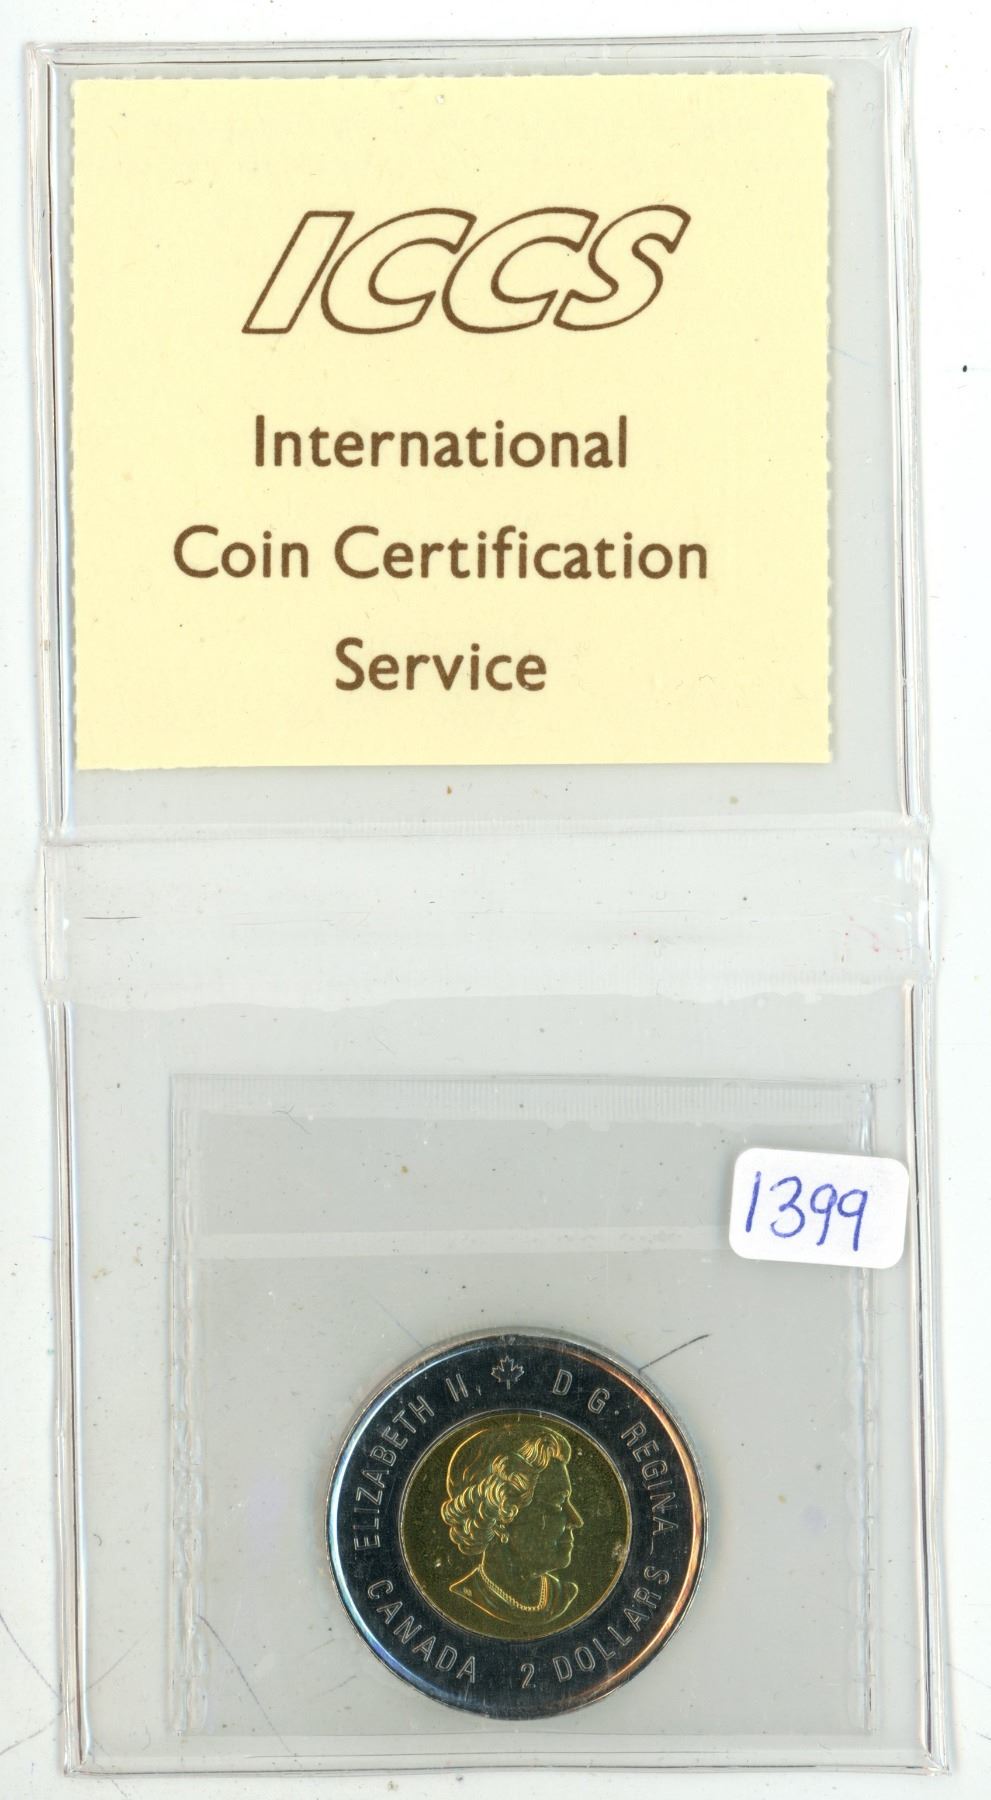 ICCS
International
Coin Certification
Service
1399
ELIZABETH II D·G·REGINA
CANADA 2 DOLLARS